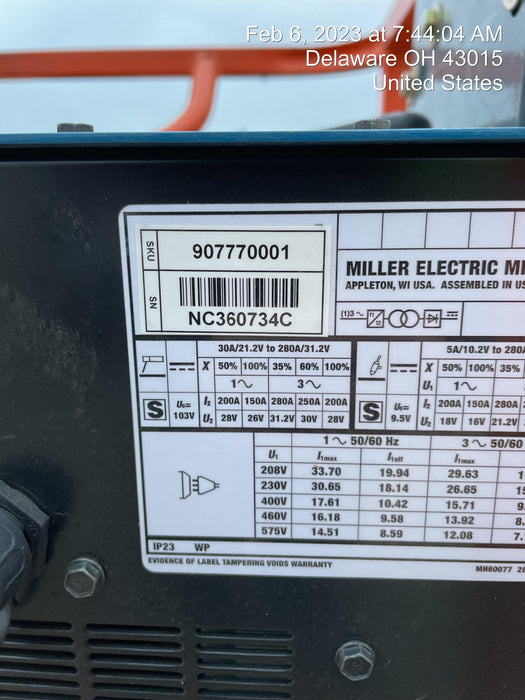 Feb 6, 2023 at 7:44:04 AM
Delaware OH 43015
United States
SKU 907770001
SN NC360734C
MILLER ELECTRIC
APPLETON, WI USA. ASSEMBLED IN US
(1)3~ f1 f2
30A/21.2V to 280A/31.2V
X 50% 100% 35% 60% 100%
1~ 3~
S U₀= 103V
I₂ 200A 150A 280A 250A 200A
U₂ 28V 26V 31.2V 30V 28V
5A/10.2V to 280A
X 50% 100% 35%
U₁ 1~
S U₀= 9.5V
I₂ 200A 150A 280A
U₂ 18V 16V 21.2V
1~ 50/60 Hz 3~ 50/60
U₁ I₁max I₁eff I₁max
208V 33.70 19.94 29.63
230V 30.65 18.14 26.65
400V 17.61 10.42 15.71
460V 16.18 9.58 13.92
575V 14.51 8.59 12.08
IP23 WP
EVIDENCE OF LABEL TAMPERING VOIDS WARRANTY
MH60077